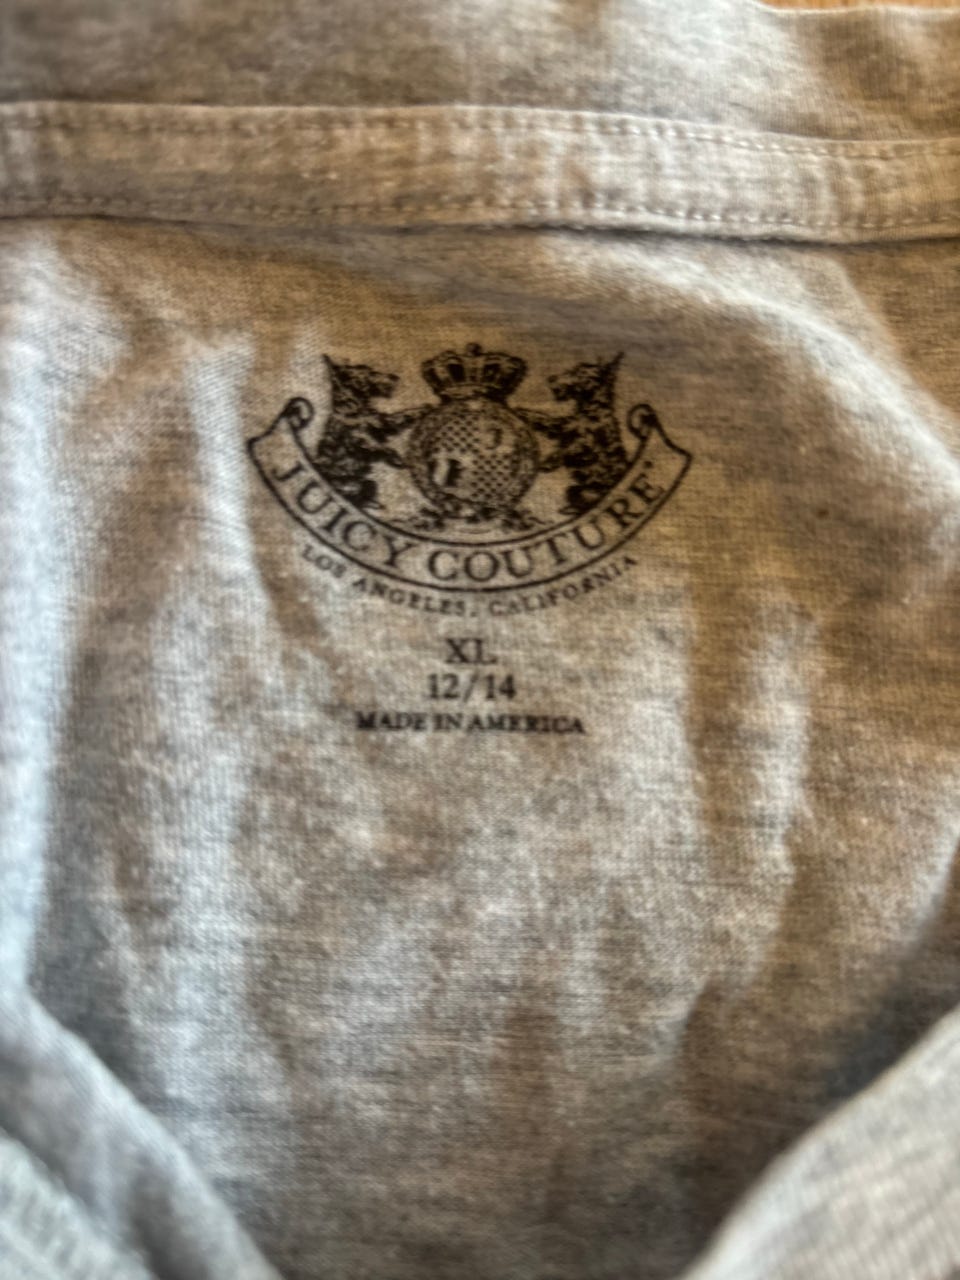 JUICY COUTURE
LOS ANGELES, CALIFORNIA
XL
12/14
MADE IN AMERICA